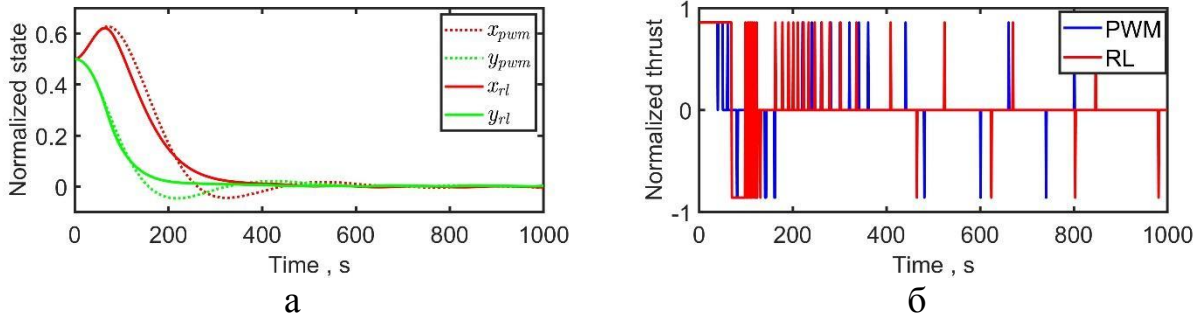 Normalized state
0.6
0.4
0.2
0
x_pwm
y_pwm
x_rl
y_rl
0 200 400 600 800 1000
Time , s
а
Normalized thrust
1
0
-1
PWM
RL
0 200 400 600 800 1000
Time , s
б